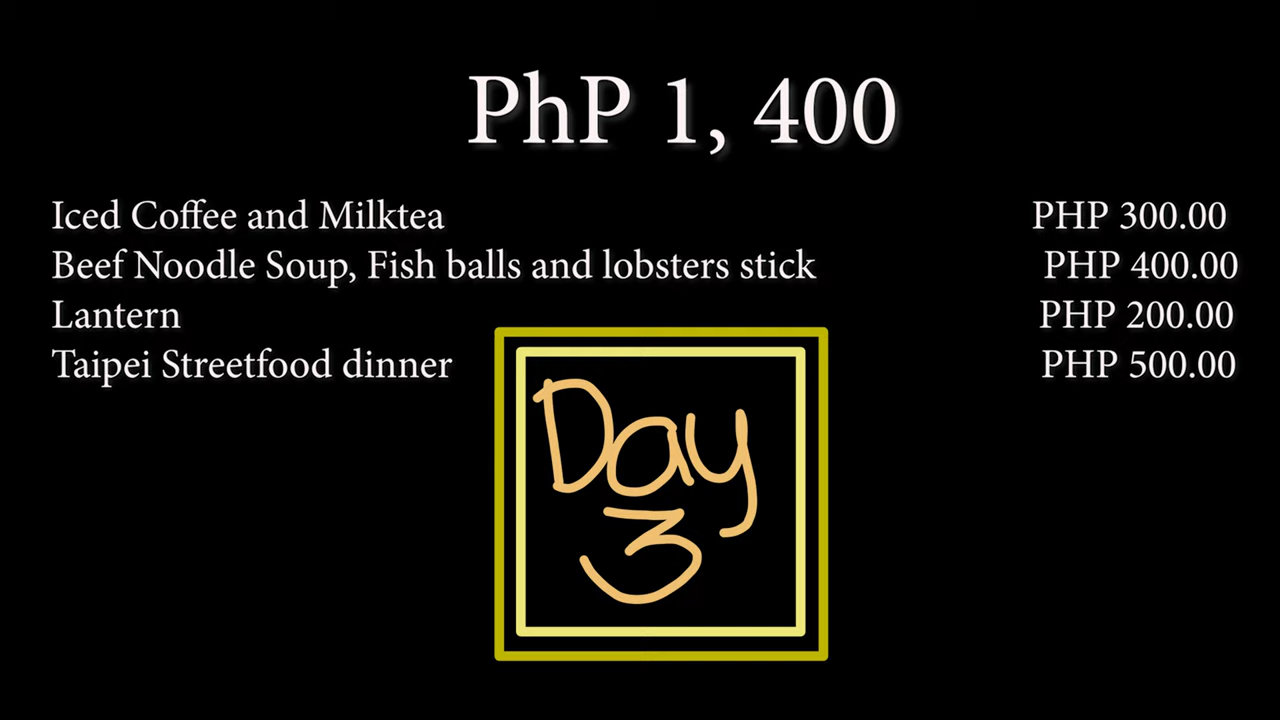 PhP 1, 400
Iced Coffee and Milktea PHP 300.00
Beef Noodle Soup, Fish balls and lobsters stick PHP 400.00
Lantern PHP 200.00
Taipei Streetfood dinner PHP 500.00
Day
3